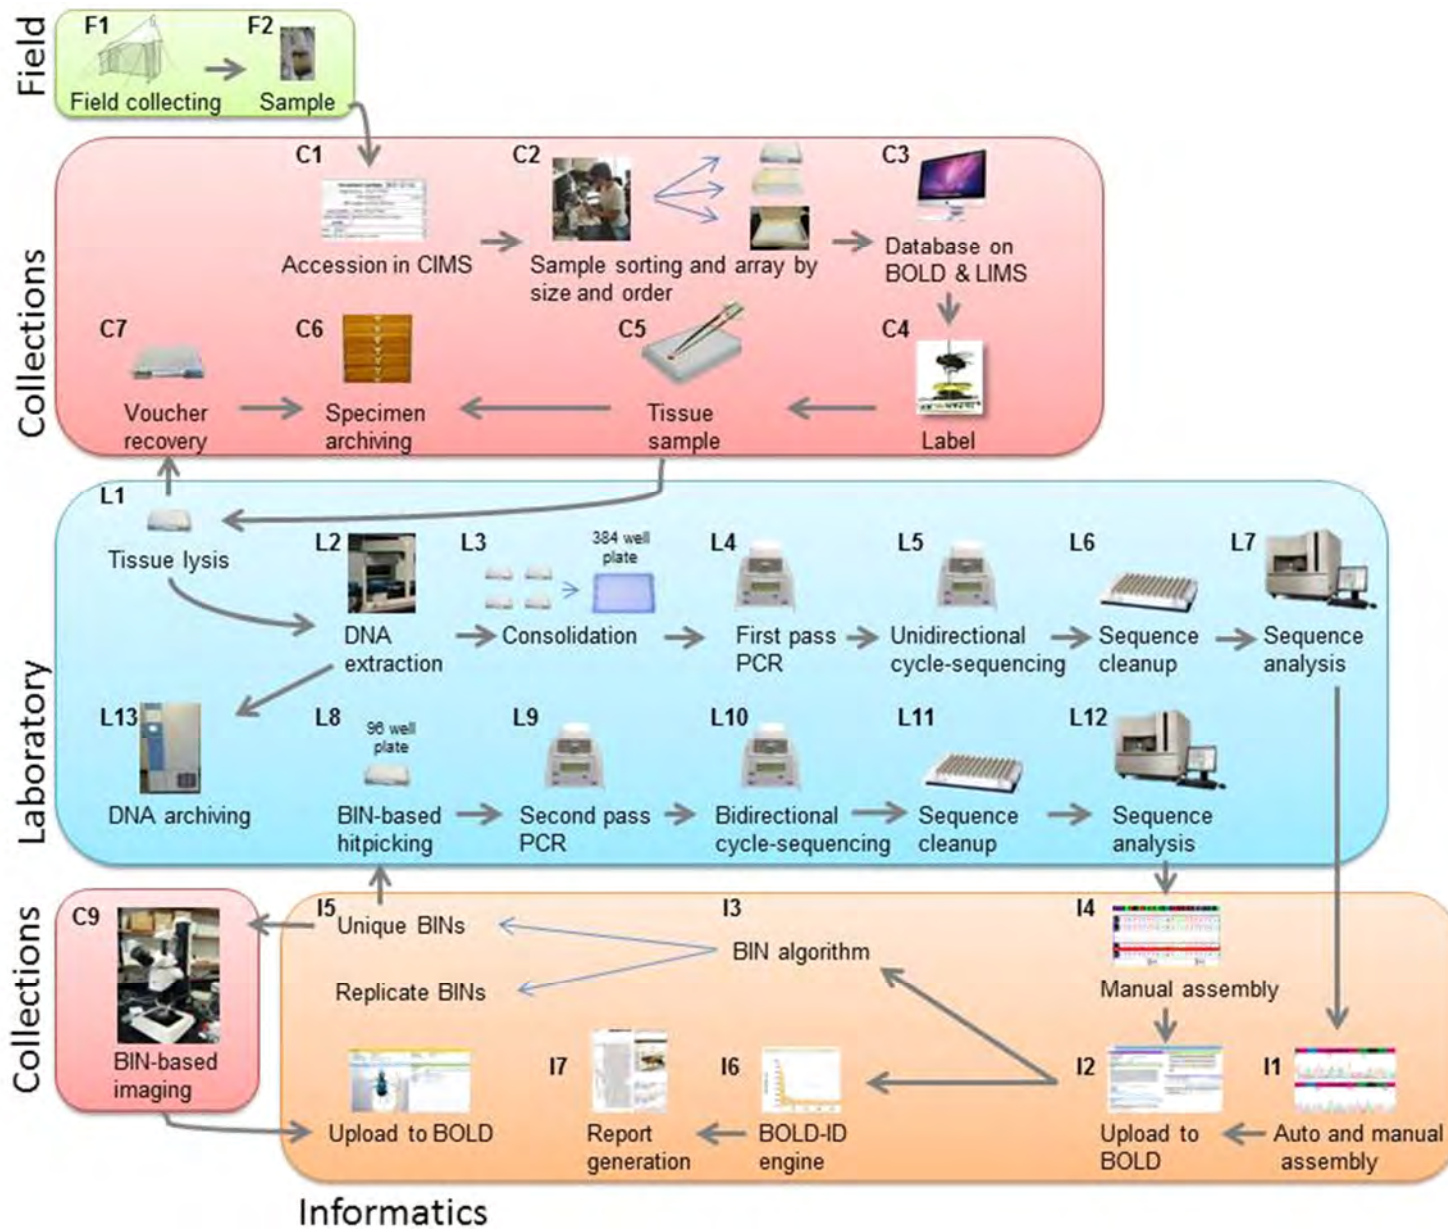 Field
F1
F2
Field collecting
Sample
Collections
C1
C2
C3
Accession in CIMS
Sample sorting and array by
size and order
Database on
BOLD & LIMS
C7
C6
C5
C4
Voucher
recovery
Specimen
archiving
Tissue
sample
Label
Laboratory
L1
Tissue lysis
L2
L3
384 well
plate
L4
L5
L6
L7
DNA
extraction
Consolidation
First pass
PCR
Unidirectional
cycle-sequencing
Sequence
cleanup
Sequence
analysis
L13
L8
96 well
plate
L9
L10
L11
L12
DNA archiving
BIN-based
hitpicking
Second pass
PCR
Bidirectional
cycle-sequencing
Sequence
cleanup
Sequence
analysis
Collections
C9
BIN-based
imaging
I5
Unique BINs
Replicate BINs
I3
BIN algorithm
I4
Manual assembly
Upload to BOLD
I7
Report
generation
I6
BOLD-ID
engine
I2
Upload to
BOLD
I1
Auto and manual
assembly
Informatics